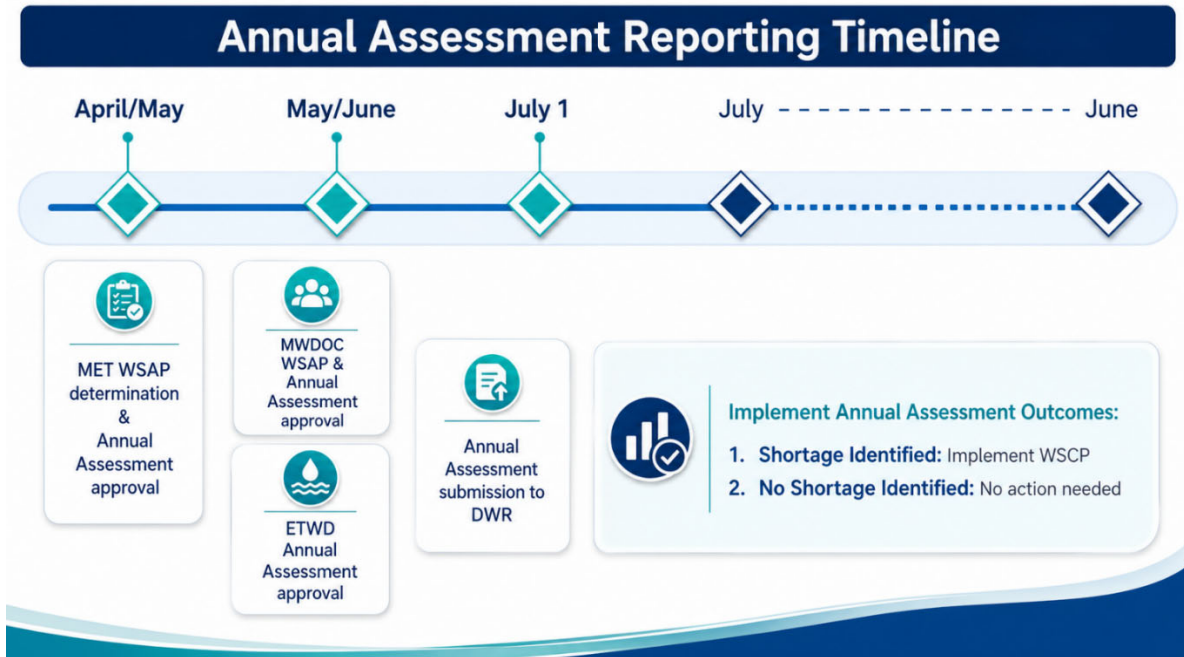 Annual Assessment Reporting Timeline
April/May
May/June
July 1
July
June
MET WSAP
determination
&
Annual
Assessment
approval
MWDOC
WSAP &
Annual
Assessment
approval
ETWD
Annual
Assessment
approval
Annual
Assessment
submission to
DWR
Implement Annual Assessment Outcomes:
1. Shortage Identified: Implement WSCP
2. No Shortage Identified: No action needed